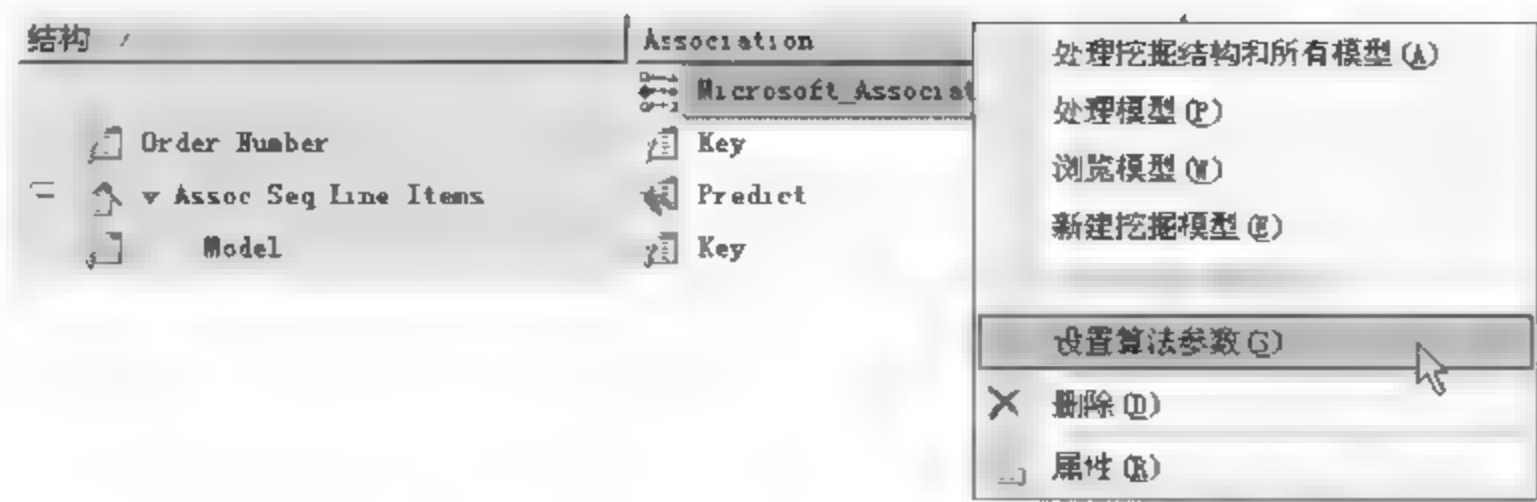 结构 /
Association
Microsoft_Associat
Order Number
Key
Assoc Seq Line Items
Predict
Model
Key
处理挖掘结构和所有模型(A)
处理模型(P)
浏览模型(W)
新建挖掘模型(E)
设置算法参数(S)
删除(D)
属性(R)